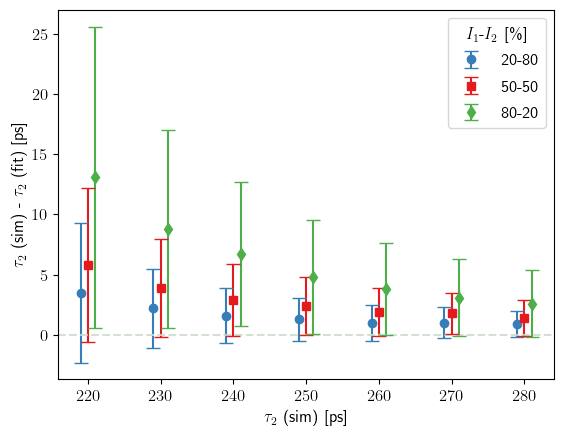 I₁-I₂ [%]
20-80
50-50
80-20
25
20
15
10
5
0
τ₂ (sim) - τ₂ (fit) [ps]
220 230 240 250 260 270 280
τ₂ (sim) [ps]